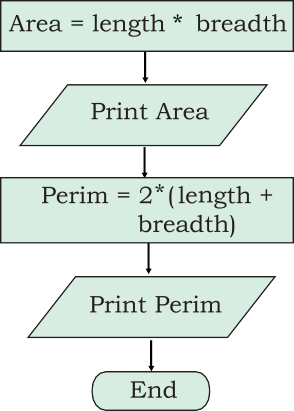 Area = length * breadth
Print Area
Perim = 2*(length +
breadth)
Print Perim
End